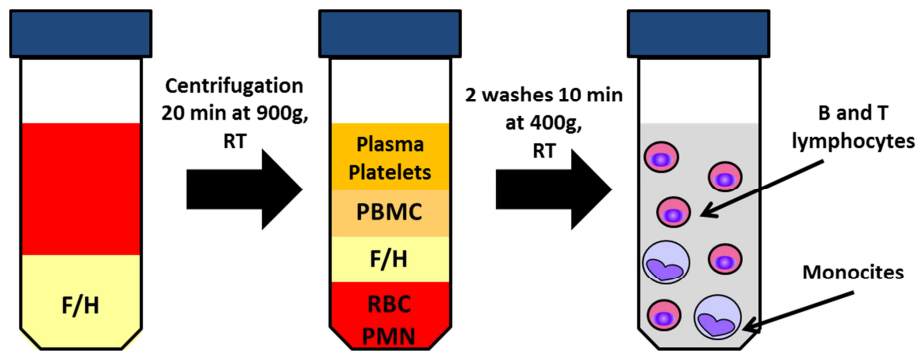 F/H
Centrifugation
20 min at 900g,
RT
Plasma
Platelets
PBMC
F/H
RBC
PMN
2 washes 10 min
at 400g,
RT
B and T
lymphocytes
Monocites